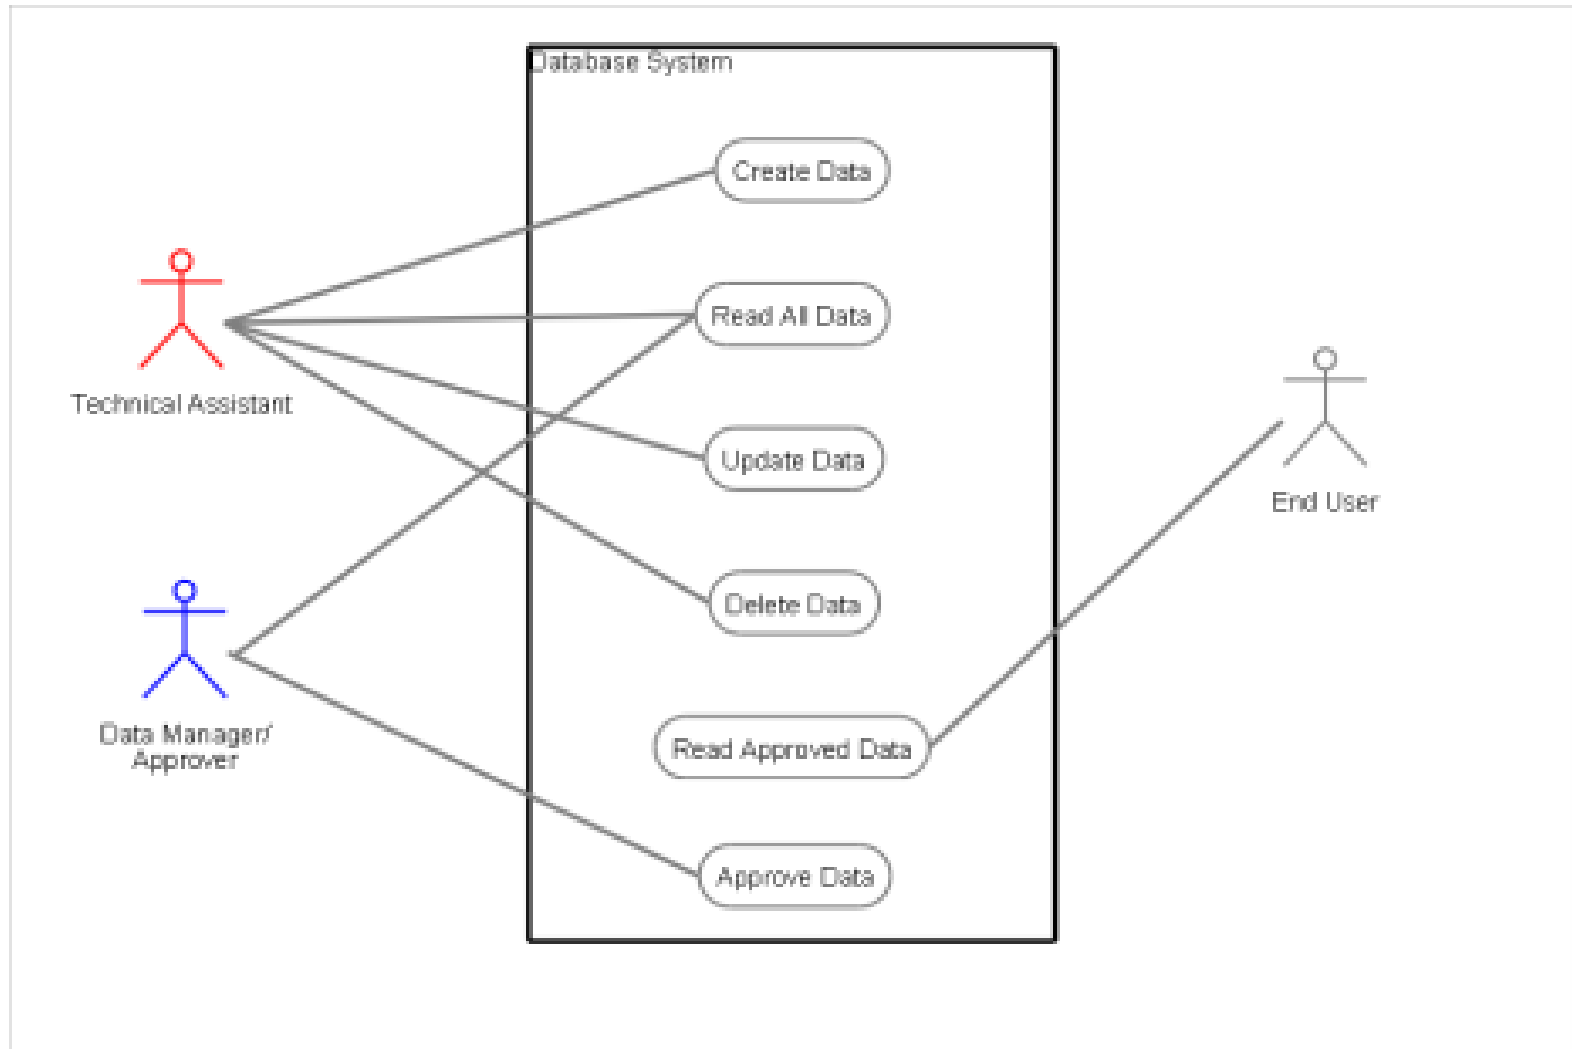 Database System
Create Data
Read All Data
Technical Assistant
Update Data
End User
Delete Data
Data Manager/
Approver
Read Approved Data
Approve Data